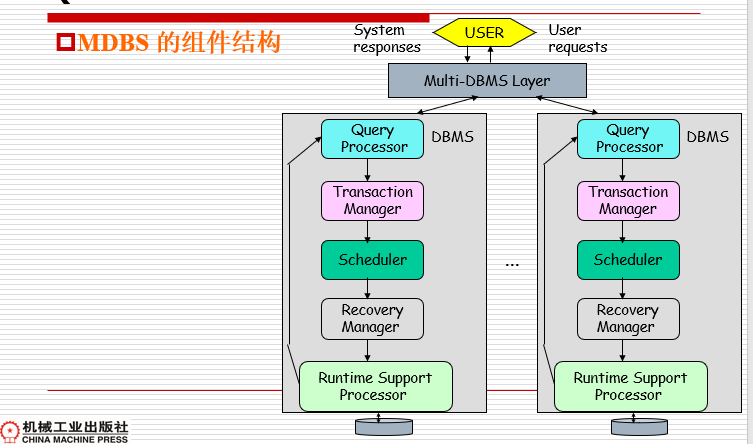 MDBS 的组件结构
System
responses
USER
User
requests
Multi-DBMS Layer
Query
Processor
DBMS
Transaction
Manager
Scheduler
Recovery
Manager
Runtime Support
Processor
...
Query
Processor
DBMS
Transaction
Manager
Scheduler
Recovery
Manager
Runtime Support
Processor
机械工业出版社
CHINA MACHINE PRESS